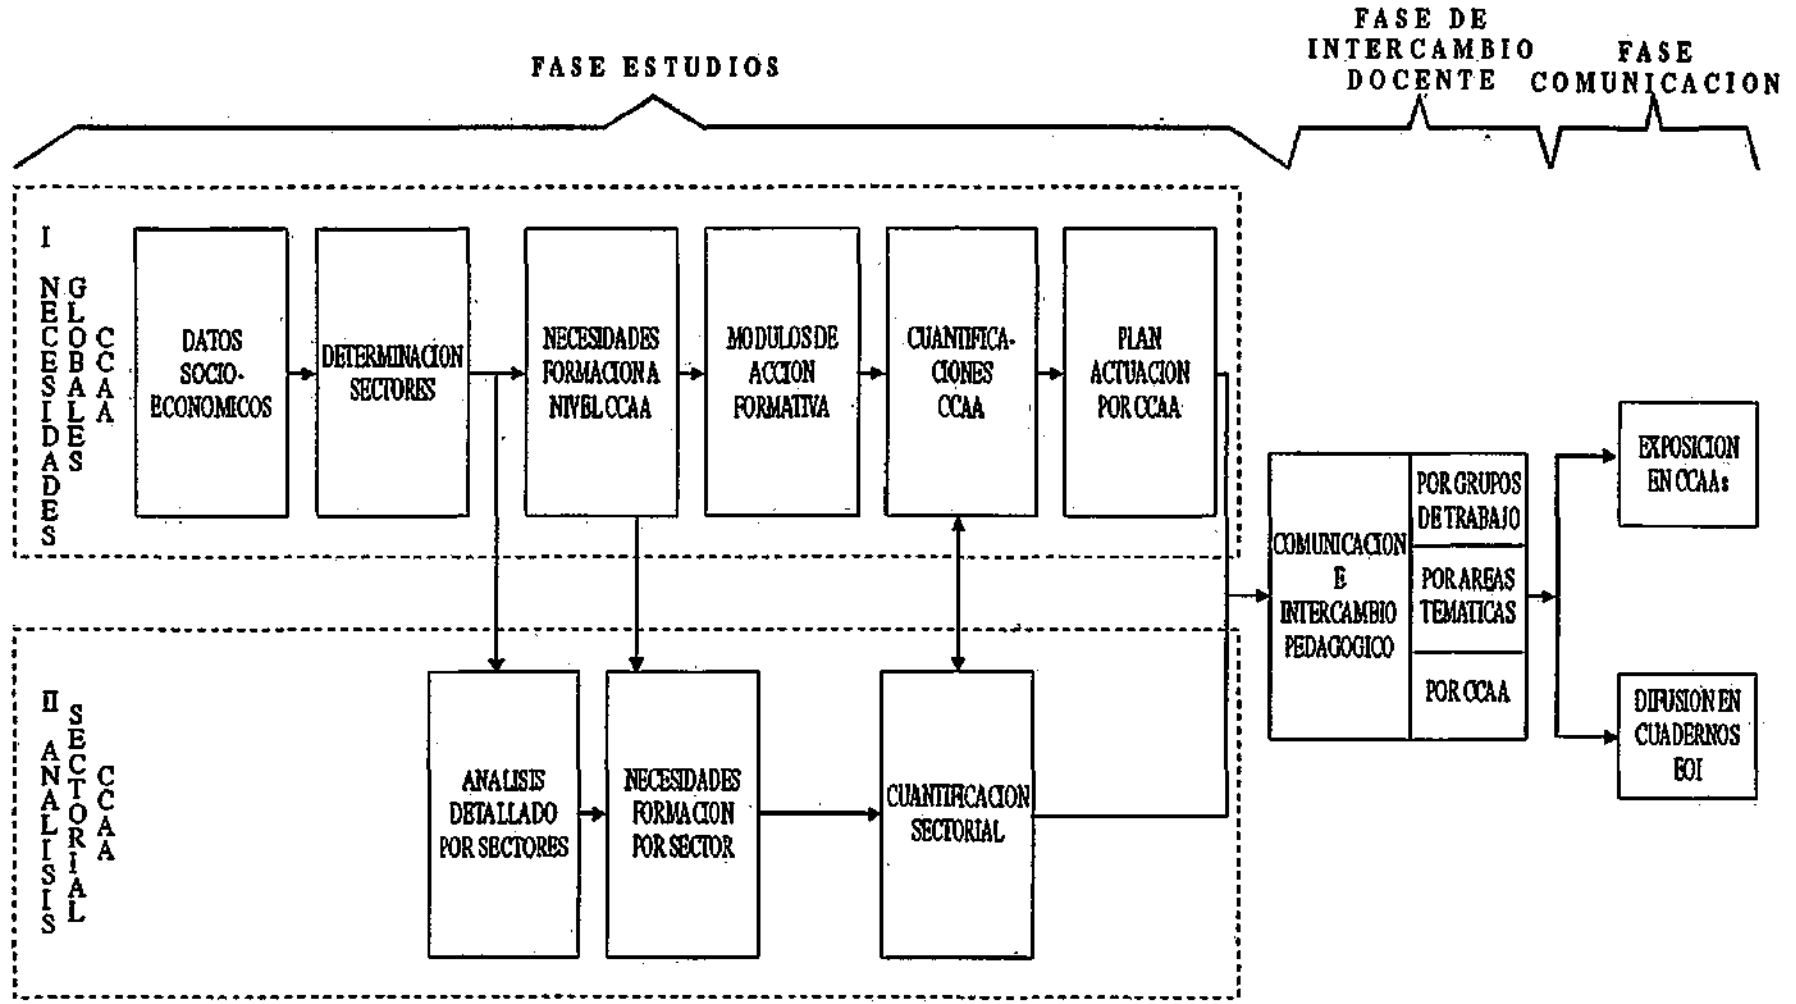 FASE ESTUDIOS
FASE DE
INTERCAMBIO
DOCENTE
FASE
COMUNICACION
I NECESIDADES
GLOBALES
CCAA
DATOS
SOCIO-
ECONOMICOS
DETERMINACION
SECTORES
NECESIDADES
FORMACION A
NIVEL CCAA
MODULOS DE
ACCION
FORMATIVA
CUANTIFICA-
CIONES
CCAA
PLAN
ACTUACION
POR CCAA
COMUNICACION
E
INTERCAMBIO
PEDAGOGICO
POR GRUPOS
DE TRABAJO
POR AREAS
TEMATICAS
POR CCAA
EXPOSICION
EN CCAAs
DIFUSION EN
CUADERNOS
EOI
II ANALISIS
SECTORIAL
CCAA
ANALISIS
DETALLADO
POR SECTORES
NECESIDADES
FORMACION
POR SECTOR
CUANTIFICACION
SECTORIAL